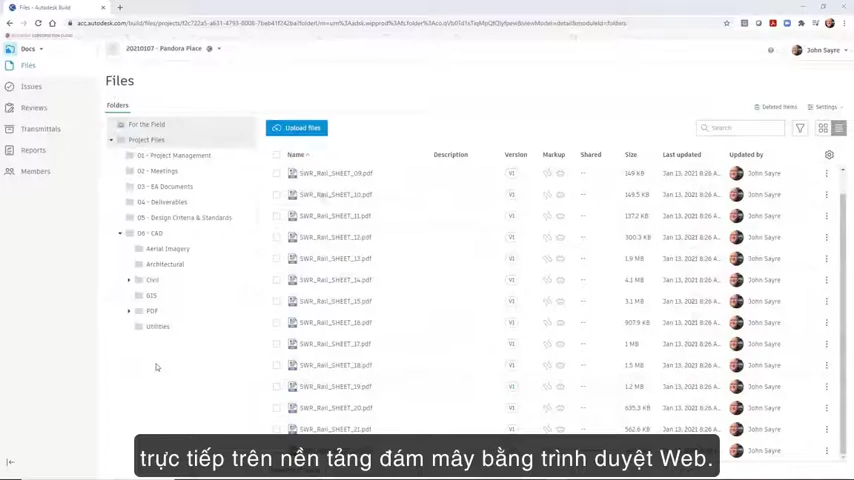 Files
acc.autodesk.com
Docs
20210107 - Pandora Place
John Sayre
Files
Issues
Reviews
Transmittals
Reports
Members
Files
Folders
Deleted items
Settings
For the Field
Project Files
01 - Project Management
02 - Meetings
03 - EA Documents
04 - Deliverables
05 - Design Criteria & Standards
06 - CAD
Aerial Imagery
Architectural
Civil
GIS
PDF
Utilities
Upload files
Search
Name Description Version Markup Shared Size Last updated Updated by
SWR_Rail_SHEET_09.pdf V1 -- 149 KB Jan 13, 2021 8:26 A... John Sayre
SWR_Rail_SHEET_10.pdf V1 -- 149.5 KB Jan 13, 2021 8:26 A... John Sayre
SWR_Rail_SHEET_11.pdf V1 -- 137.2 KB Jan 13, 2021 8:26 A... John Sayre
SWR_Rail_SHEET_12.pdf V1 -- 300.3 KB Jan 13, 2021 8:26 A... John Sayre
SWR_Rail_SHEET_13.pdf V1 -- 1.9 MB Jan 13, 2021 8:26 A... John Sayre
SWR_Rail_SHEET_14.pdf V1 -- 3.4 MB Jan 13, 2021 8:26 A... John Sayre
SWR_Rail_SHEET_15.pdf V1 -- 3.1 MB Jan 13, 2021 8:26 A... John Sayre
SWR_Rail_SHEET_16.pdf V1 -- 907.9 KB Jan 13, 2021 8:26 A... John Sayre
SWR_Rail_SHEET_17.pdf V1 -- 1 MB Jan 13, 2021 8:26 A... John Sayre
SWR_Rail_SHEET_18.pdf V1 -- 1.5 MB Jan 13, 2021 8:26 A... John Sayre
SWR_Rail_SHEET_19.pdf V1 -- 1.2 MB Jan 13, 2021 8:26 A... John Sayre
SWR_Rail_SHEET_20.pdf V1 -- 635.3 KB Jan 13, 2021 8:26 A... John Sayre
SWR_Rail_SHEET_21.pdf V1 -- 562.6 KB Jan 13, 2021 8:26 A... John Sayre
trực tiếp trên nền tảng đám mây bằng trình duyệt Web.